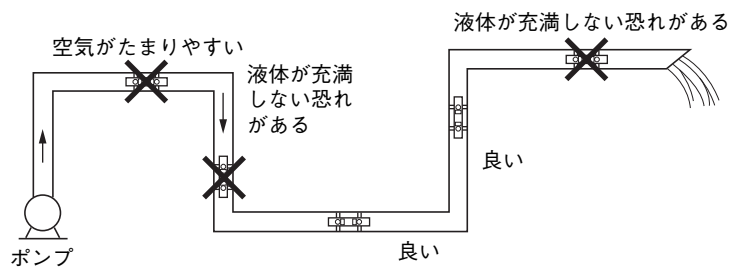 液体が充満しない恐れがある
空気がたまりやすい
液体が充満
しない恐れ
がある
良い
良い
ポンプ